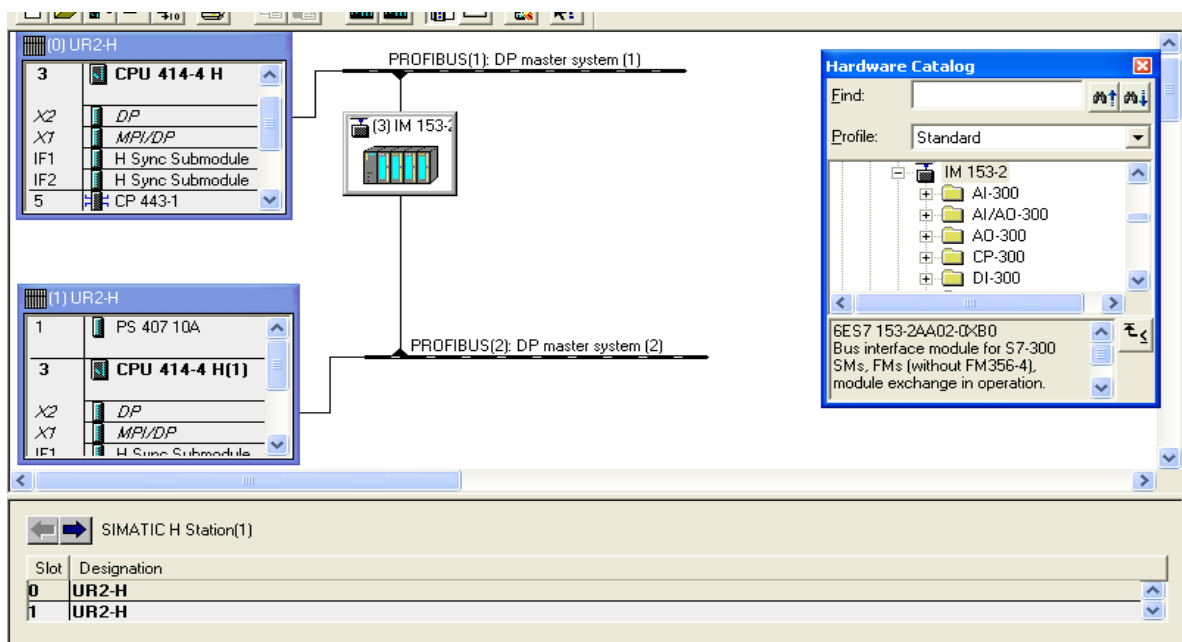 (0) UR2-H
3 CPU 414-4 H
X2 DP
X1 MPI/DP
IF1 H Sync Submodule
IF2 H Sync Submodule
5 CP 443-1
PROFIBUS(1): DP master system (1)
(3) IM 153-2
(1) UR2-H
1 PS 407 10A
3 CPU 414-4 H(1)
X2 DP
X1 MPI/DP
IF1 H Sync Submodule
PROFIBUS(2): DP master system (2)
Hardware Catalog
Find:
Profile: Standard
IM 153-2
AI-300
AI/AO-300
AO-300
CP-300
DI-300
6ES7 153-2AA02-0XB0
Bus interface module for S7-300
SMs, FMs (without FM356-4),
module exchange in operation.
SIMATIC H Station(1)
Slot Designation
0 UR2-H
1 UR2-H